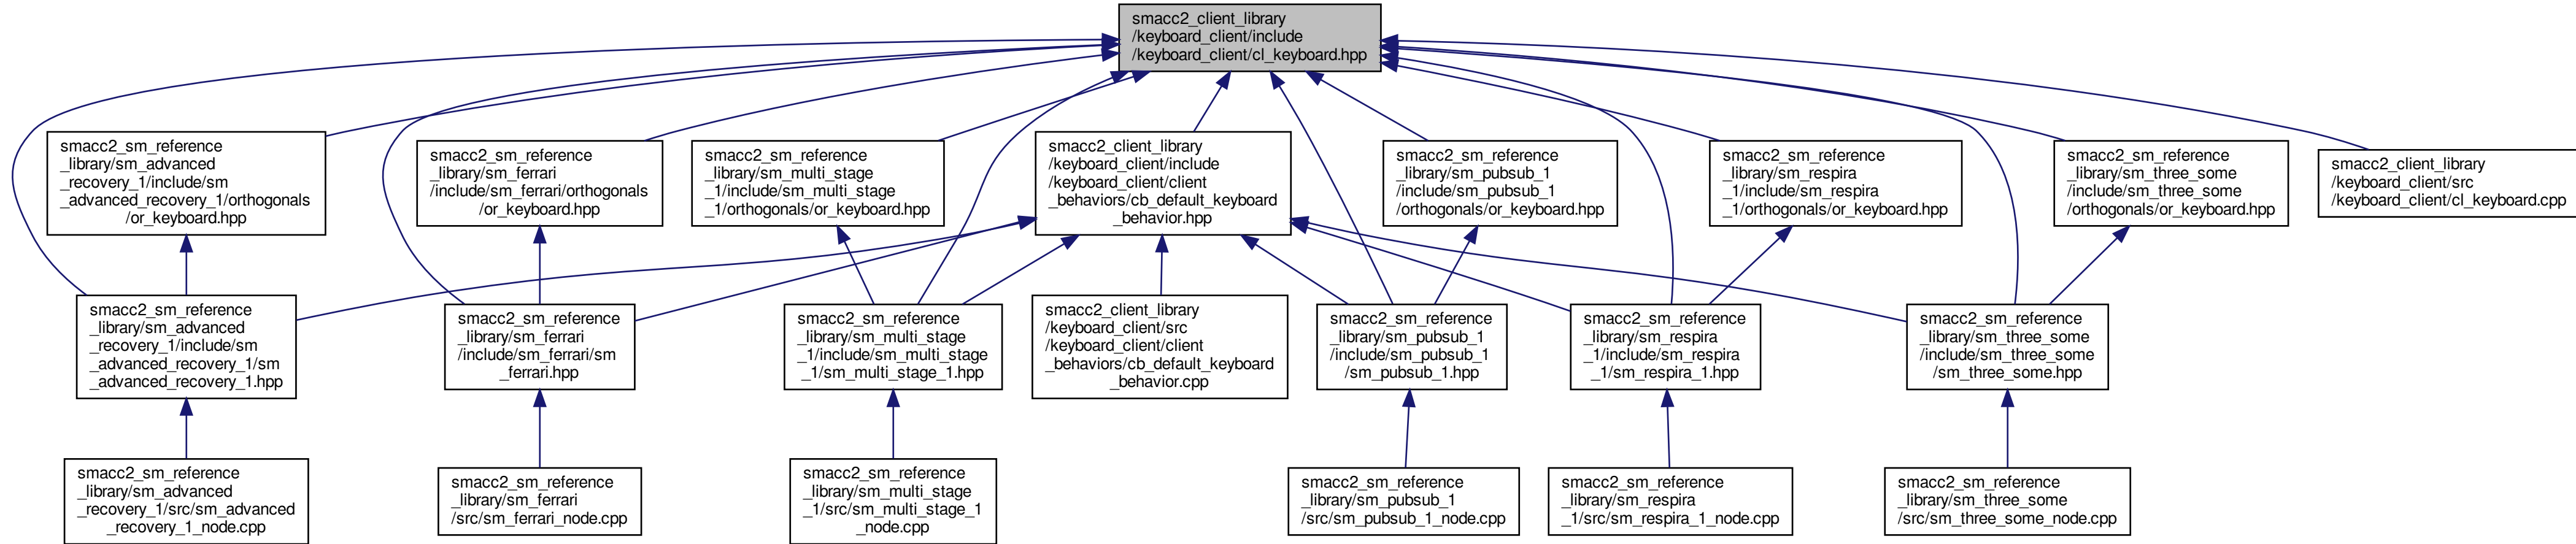 smacc2_client_library
/keyboard_client/include
/keyboard_client/cl_keyboard.hpp
smacc2_sm_reference
_library/sm_advanced
_recovery_1/include/sm
_advanced_recovery_1/orthogonals
/or_keyboard.hpp
smacc2_sm_reference
_library/sm_ferrari
/include/sm_ferrari/orthogonals
/or_keyboard.hpp
smacc2_sm_reference
_library/sm_multi_stage
_1/include/sm_multi_stage
_1/orthogonals/or_keyboard.hpp
smacc2_client_library
/keyboard_client/include
/keyboard_client/client
_behaviors/cb_default_keyboard
_behavior.hpp
smacc2_sm_reference
_library/sm_pubsub_1
/include/sm_pubsub_1
/orthogonals/or_keyboard.hpp
smacc2_sm_reference
_library/sm_respira
_1/include/sm_respira
_1/orthogonals/or_keyboard.hpp
smacc2_sm_reference
_library/sm_three_some
/include/sm_three_some
/orthogonals/or_keyboard.hpp
smacc2_client_library
/keyboard_client/src
/keyboard_client/cl_keyboard.cpp
smacc2_sm_reference
_library/sm_advanced
_recovery_1/include/sm
_advanced_recovery_1/sm
_advanced_recovery_1.hpp
smacc2_sm_reference
_library/sm_ferrari
/include/sm_ferrari/sm
_ferrari.hpp
smacc2_sm_reference
_library/sm_multi_stage
_1/include/sm_multi_stage
_1/sm_multi_stage_1.hpp
smacc2_client_library
/keyboard_client/src
/keyboard_client/client
_behaviors/cb_default_keyboard
_behavior.cpp
smacc2_sm_reference
_library/sm_pubsub_1
/include/sm_pubsub_1
/sm_pubsub_1.hpp
smacc2_sm_reference
_library/sm_respira
_1/include/sm_respira
_1/sm_respira_1.hpp
smacc2_sm_reference
_library/sm_three_some
/include/sm_three_some
/sm_three_some.hpp
smacc2_sm_reference
_library/sm_advanced
_recovery_1/src/sm_advanced
_recovery_1_node.cpp
smacc2_sm_reference
_library/sm_ferrari
/src/sm_ferrari_node.cpp
smacc2_sm_reference
_library/sm_multi_stage
_1/src/sm_multi_stage_1
_node.cpp
smacc2_sm_reference
_library/sm_pubsub_1
/src/sm_pubsub_1_node.cpp
smacc2_sm_reference
_library/sm_respira
_1/src/sm_respira_1_node.cpp
smacc2_sm_reference
_library/sm_three_some
/src/sm_three_some_node.cpp